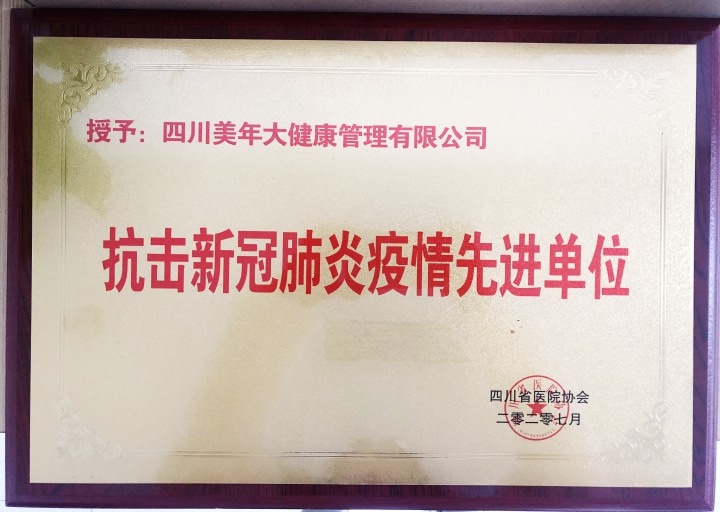 授予：四川美年大健康管理有限公司
抗击新冠肺炎疫情先进单位
四川省医院协会
二零二零七月